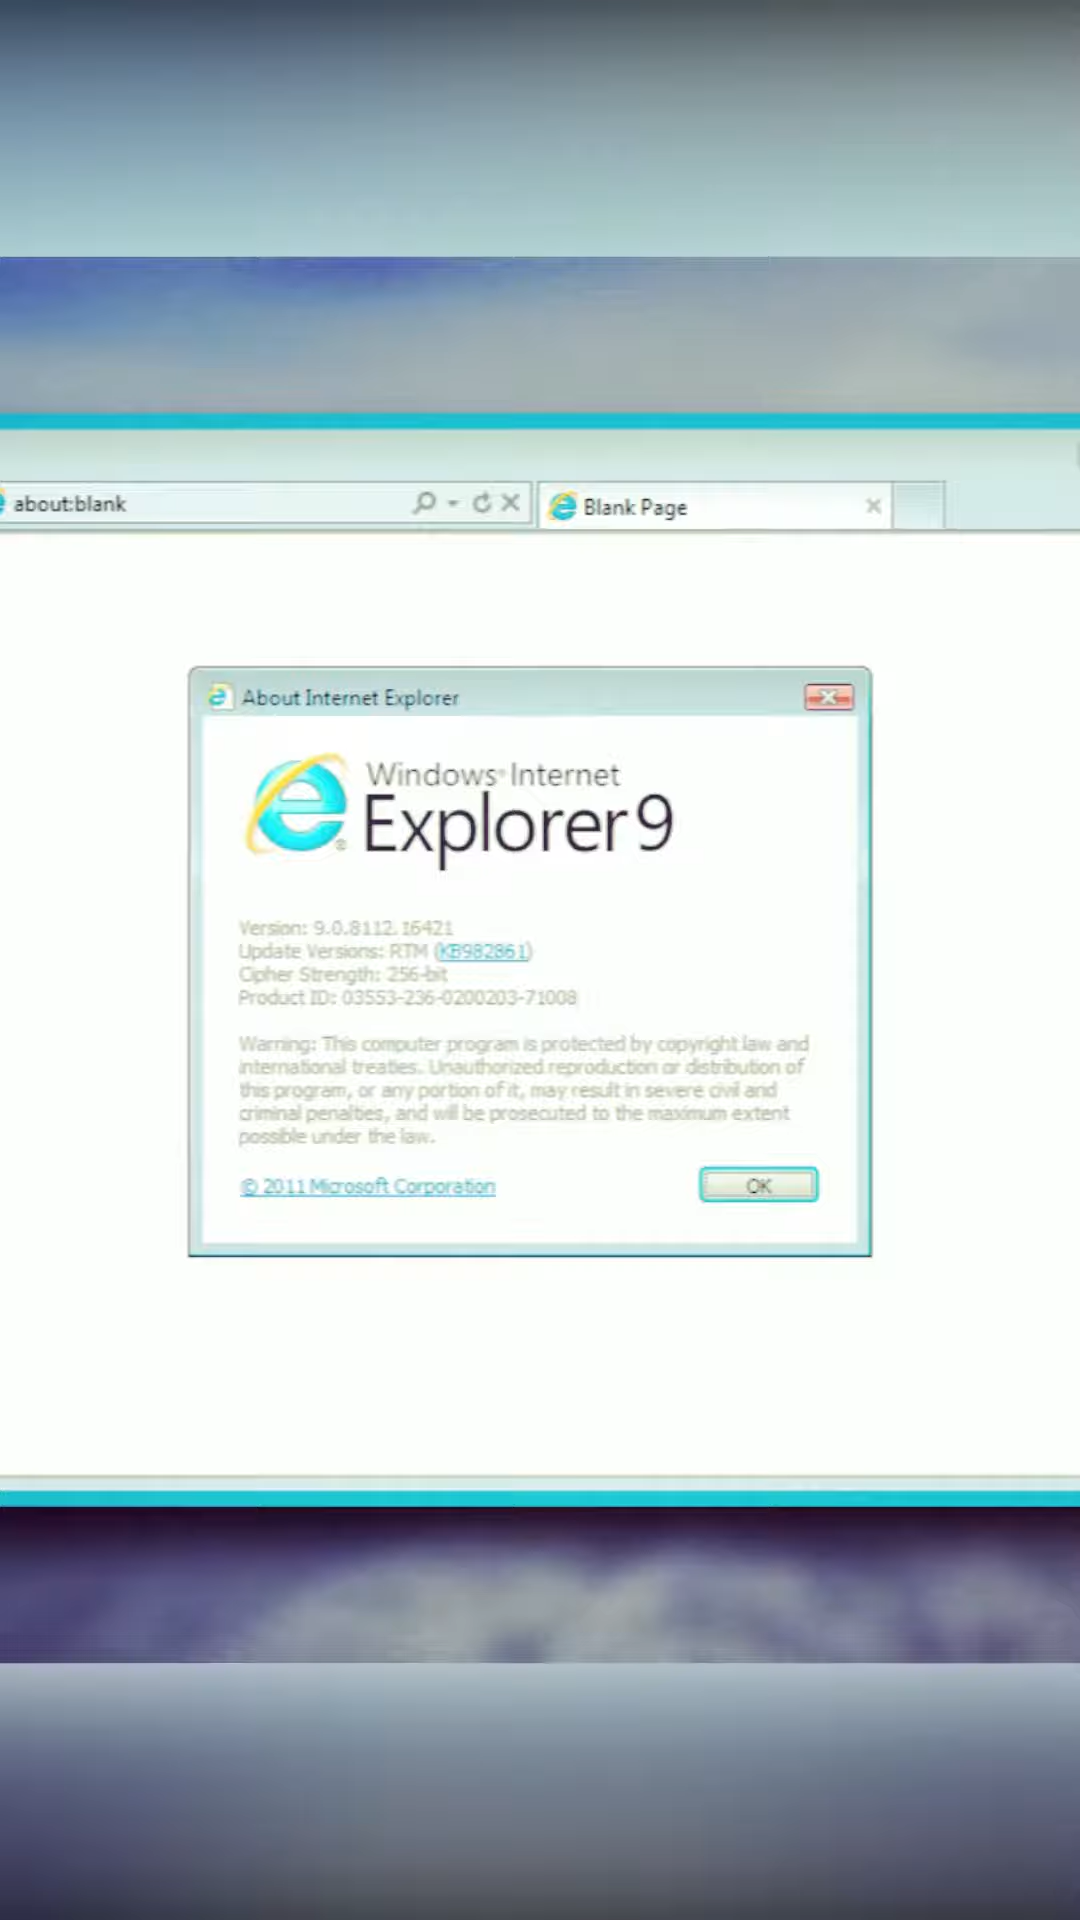 about:blank
Blank Page
About Internet Explorer
Windows® Internet
Explorer 9
Version: 9.0.8112.16421
Update Versions: RTM (KB982861)
Cipher Strength: 256-bit
Product ID: 03553-236-0200203-71008
Warning: This computer program is protected by copyright law and
international treaties. Unauthorized reproduction or distribution of
this program, or any portion of it, may result in severe civil and
criminal penalties, and will be prosecuted to the maximum extent
possible under the law.
© 2011 Microsoft Corporation
OK